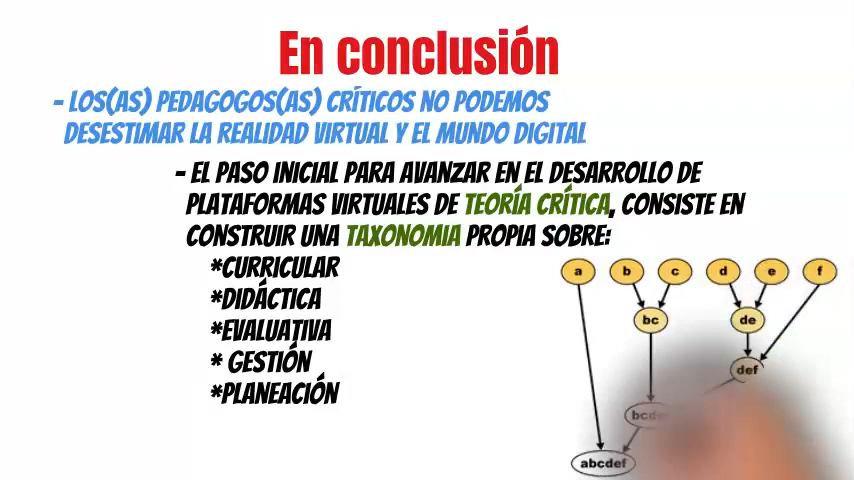 En conclusión
- LOS(AS) PEDAGOGOS(AS) CRÍTICOS NO PODEMOS
DESESTIMAR LA REALIDAD VIRTUAL Y EL MUNDO DIGITAL
- EL PASO INICIAL PARA AVANZAR EN EL DESARROLLO DE
PLATAFORMAS VIRTUALES DE TEORÍA CRÍTICA, CONSISTE EN
CONSTRUIR UNA TAXONOMIA PROPIA SOBRE:
*CURRICULAR
*DIDÁCTICA
*EVALUATIVA
* GESTIÓN
*PLANEACIÓN
a b c d e f
bc de
def
abcdef